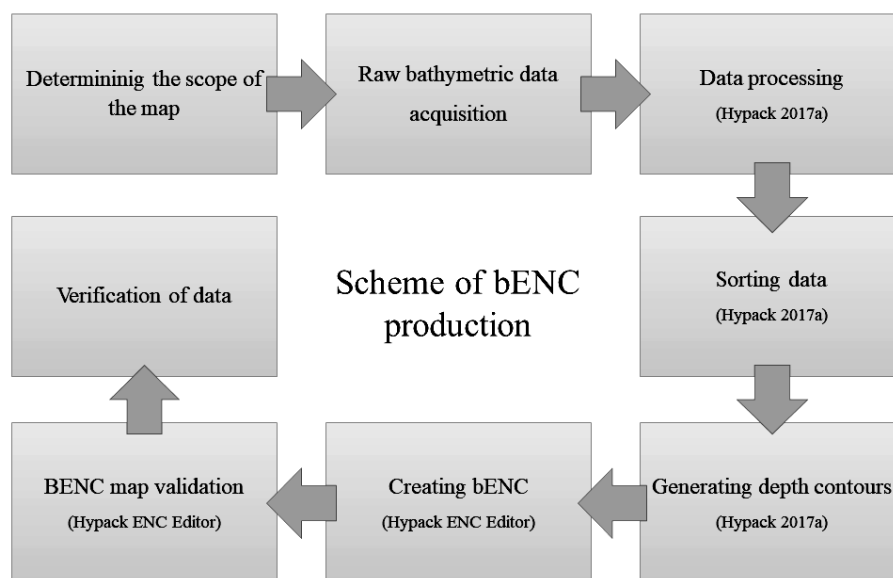 Determininig the scope of
the map
Raw bathymetric data
acquisition
Data processing
(Hypack 2017a)
Sorting data
(Hypack 2017a)
Generating depth contours
(Hypack 2017a)
Creating bENC
(Hypack ENC Editor)
BENC map validation
(Hypack ENC Editor)
Verification of data
Scheme of bENC
production